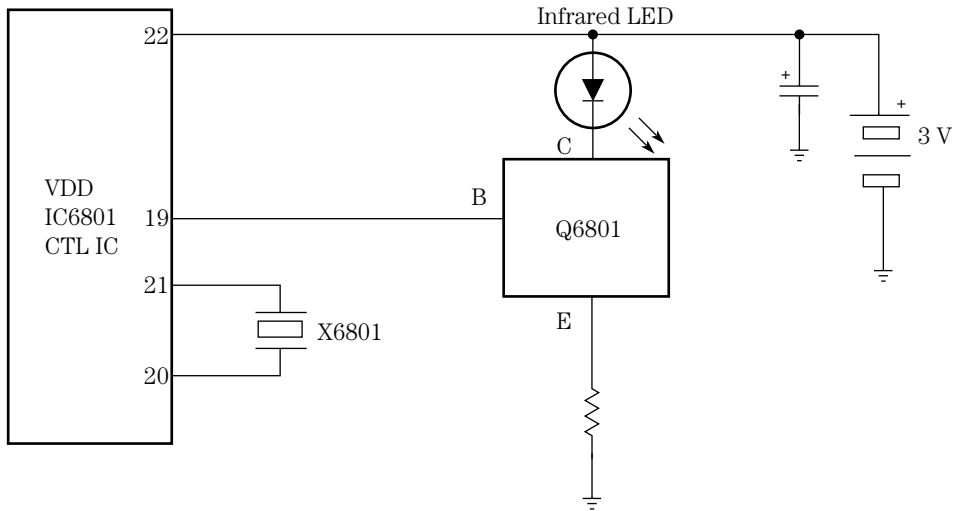 Infrared LED
22
+
+
3 V
C
VDD
IC6801
CTL IC
19
B
Q6801
21
X6801
E
20